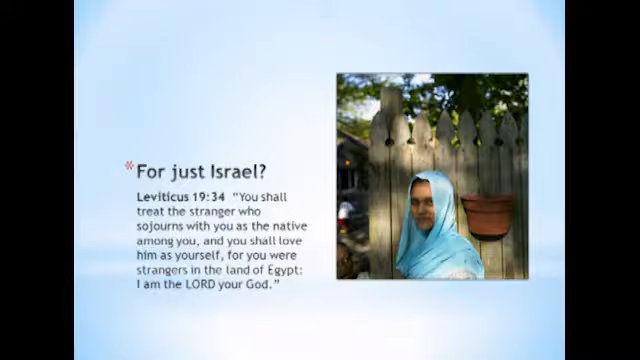 * For just Israel?
Leviticus 19:34 “You shall
treat the stranger who
sojourns with you as the native
among you, and you shall love
him as yourself, for you were
strangers in the land of Egypt:
I am the LORD your God.”